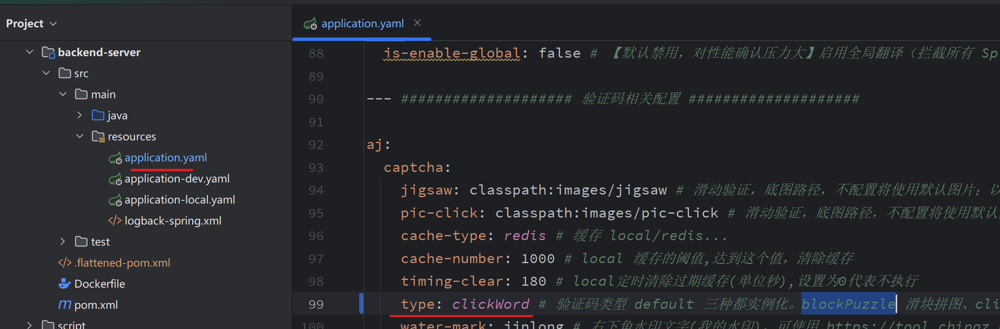 Project
backend-server
src
main
java
resources
application.yaml
application-dev.yaml
application-local.yaml
logback-spring.xml
test
.flattened-pom.xml
Dockerfile
pom.xml
script
application.yaml
88 is-enable-global: false # 【默认禁用，对性能确认压力大】启用全局翻译（拦截所有 Sp
89
90 --- #################### 验证码相关配置 ####################
91
92 aj:
93 captcha:
94 jigsaw: classpath:images/jigsaw # 滑动验证，底图路径，不配置将使用默认图片；以
95 pic-click: classpath:images/pic-click # 滑动验证，底图路径，不配置将使用默认
96 cache-type: redis # 缓存 local/redis...
97 cache-number: 1000 # local 缓存的阈值,达到这个值，清除缓存
98 timing-clear: 180 # local定时清除过期缓存(单位秒),设置为0代表不执行
99 type: clickWord # 验证码类型 default 三种都实例化。blockPuzzle 滑块拼图、cli
100 water-mark: jinlong # 右下角水印文字(我的水印)，可使用 https://tool.chinaz